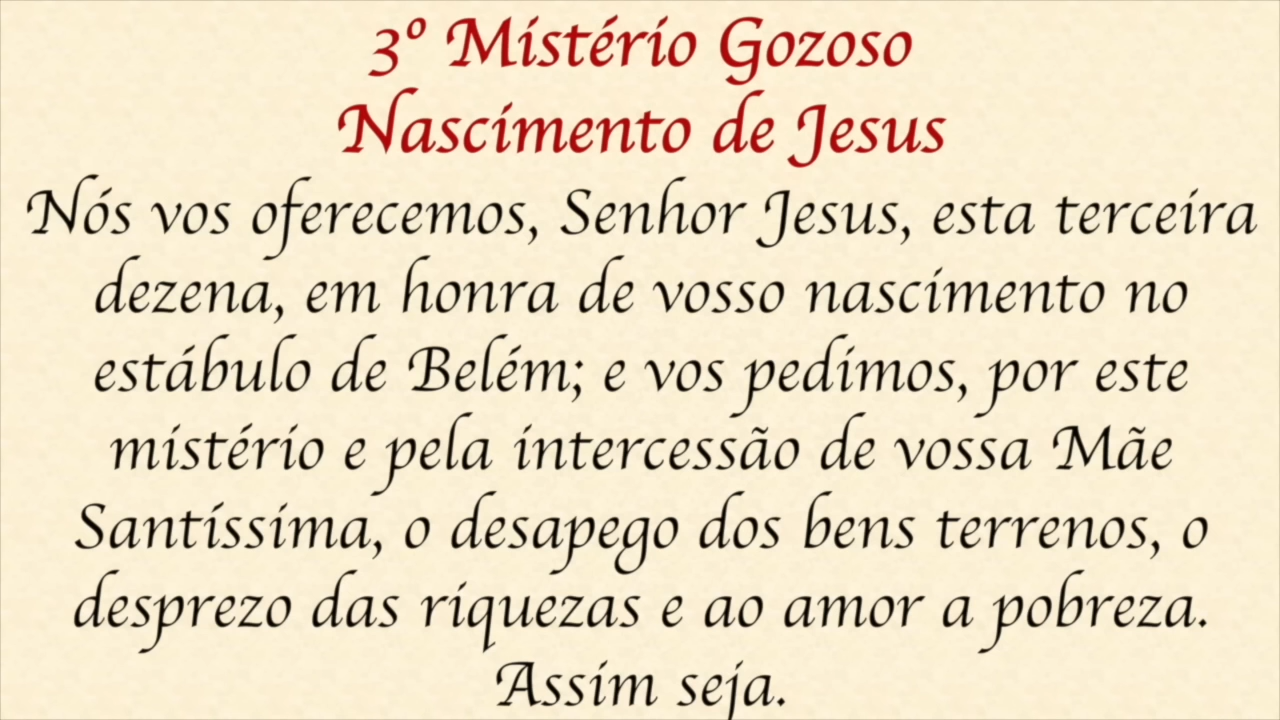 3º Mistério Gozoso
Nascimento de Jesus
Nós vos oferecemos, Senhor Jesus, esta terceira
dezena, em honra de vosso nascimento no
estábulo de Belém; e vos pedimos, por este
mistério e pela intercessão de vossa Mãe
Santíssima, o desapego dos bens terrenos, o
desprezo das riquezas e ao amor a pobreza.
Assim seja.